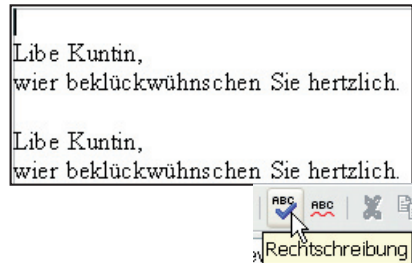 Libe Kuntin,
wier beklückwühnschen Sie hertzlich.
Libe Kuntin,
wier beklückwühnschen Sie hertzlich.
ABC ABC
Rechtschreibung